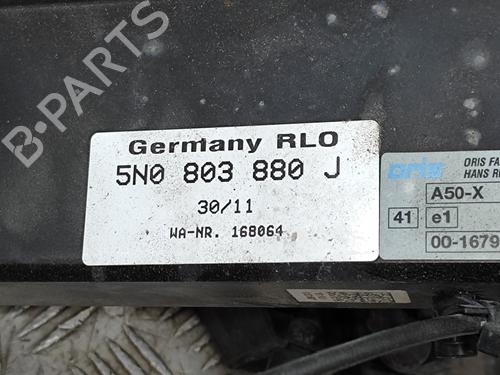 B-PARTS
Germany RLO
5N0 803 880 J
30/11
WA-NR. 168064
oris
ORIS FA
HANS R
A50-X
41 e1
00-1679